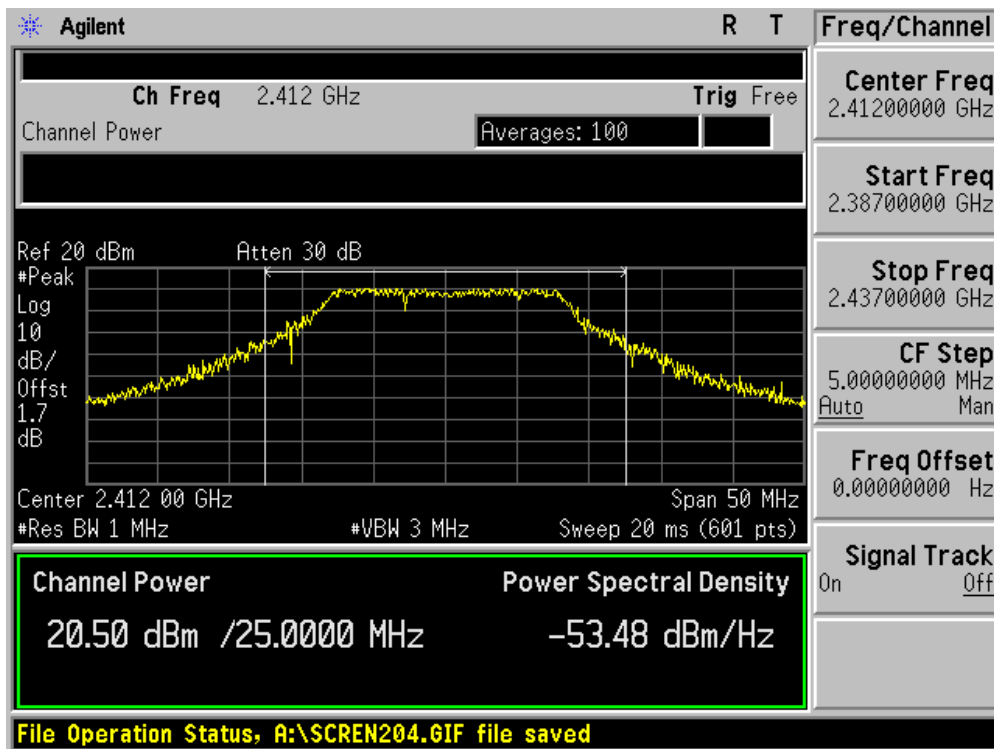 Agilent R T
Ch Freq 2.412 GHz Trig Free
Channel Power Averages: 100
Ref 20 dBm Atten 30 dB
#Peak
Log
10
dB/
Offst
1.7
dB
Center 2.412 00 GHz Span 50 MHz
#Res BW 1 MHz #VBW 3 MHz Sweep 20 ms (601 pts)
Channel Power Power Spectral Density
20.50 dBm /25.0000 MHz -53.48 dBm/Hz
File Operation Status, A:\SCREN204.GIF file saved
Freq/Channel
Center Freq
2.41200000 GHz
Start Freq
2.38700000 GHz
Stop Freq
2.43700000 GHz
CF Step
5.00000000 MHz
Auto Man
Freq Offset
0.00000000 Hz
Signal Track
On Off